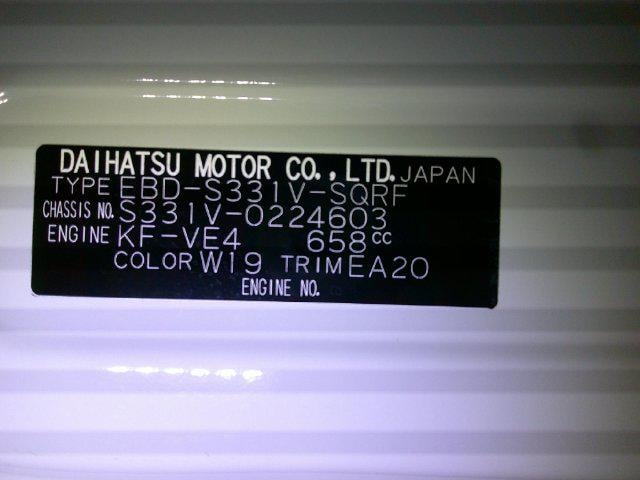 DAIHATSU MOTOR CO., LTD. JAPAN
TYPE EBD-S331V-SQRF
CHASSIS NO. S331V-0224603
ENGINE KF-VE4 658cc
COLOR W19 TRIM EA20
ENGINE NO.